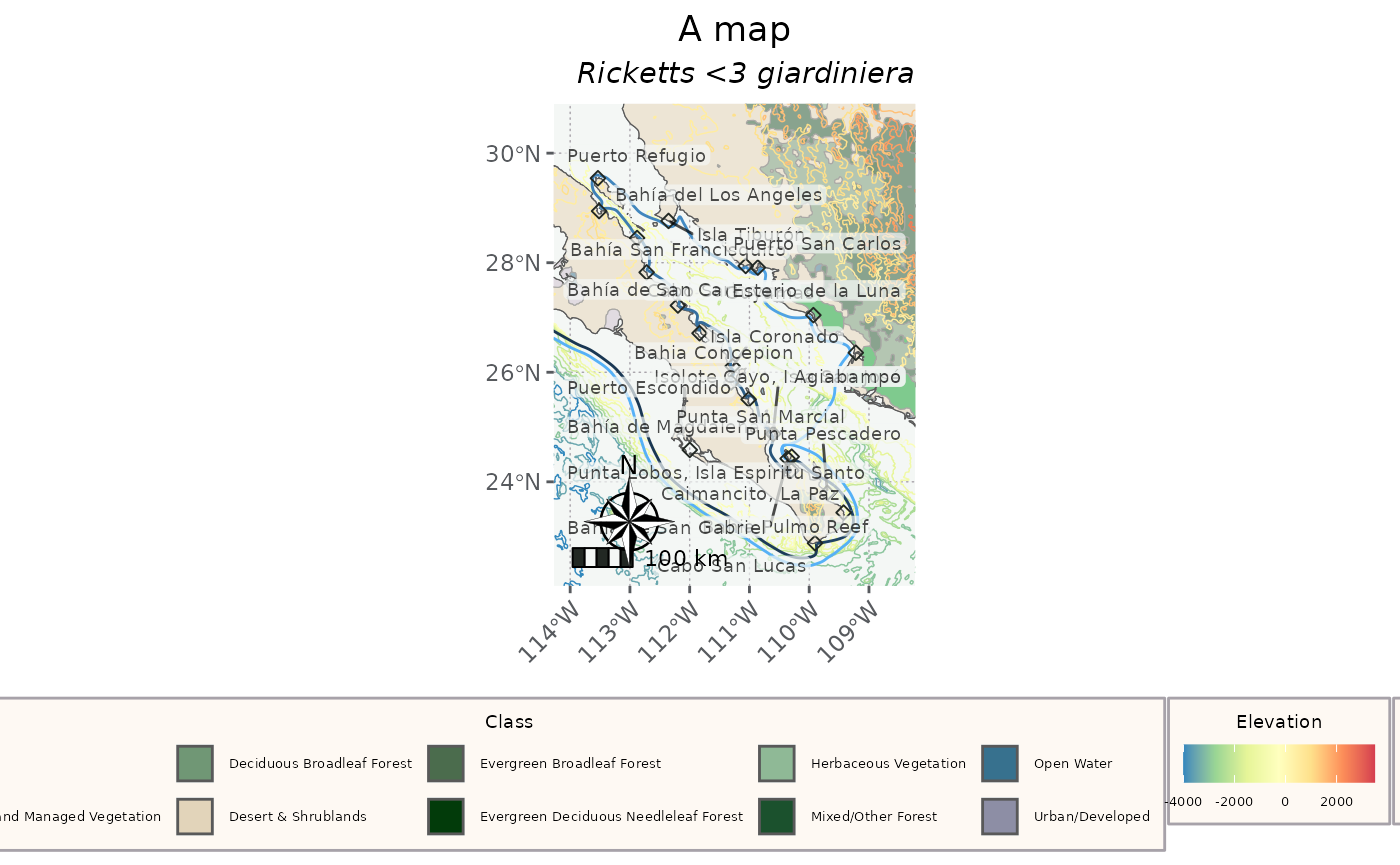 A map
Ricketts <3 giardiniera
30°N
28°N
26°N
24°N
Puerto Refugio
Bahía del Los Angeles
Isla Tiburón
Puerto San Carlos
Bahía San Francisquito
Bahía de San Ca
Esterio de la Luna
Isla Coronado
Bahia Concepion
Isolote Cayo, I
Agiabampo
Puerto Escondido
Punta San Marcial
Bahía de Magdalen
Punta Pescadero
N
Punta Lobos, Isla Espiritu Santo
Caimancito, La Paz
San Gabriel
Pulmo Reef
100 km
Cabo San Lucas
114°W
113°W
112°W
111°W
110°W
109°W
Class
Deciduous Broadleaf Forest
Evergreen Broadleaf Forest
Herbaceous Vegetation
Open Water
and Managed Vegetation
Desert & Shrublands
Evergreen Deciduous Needleleaf Forest
Mixed/Other Forest
Urban/Developed
Elevation
-4000
-2000
0
2000